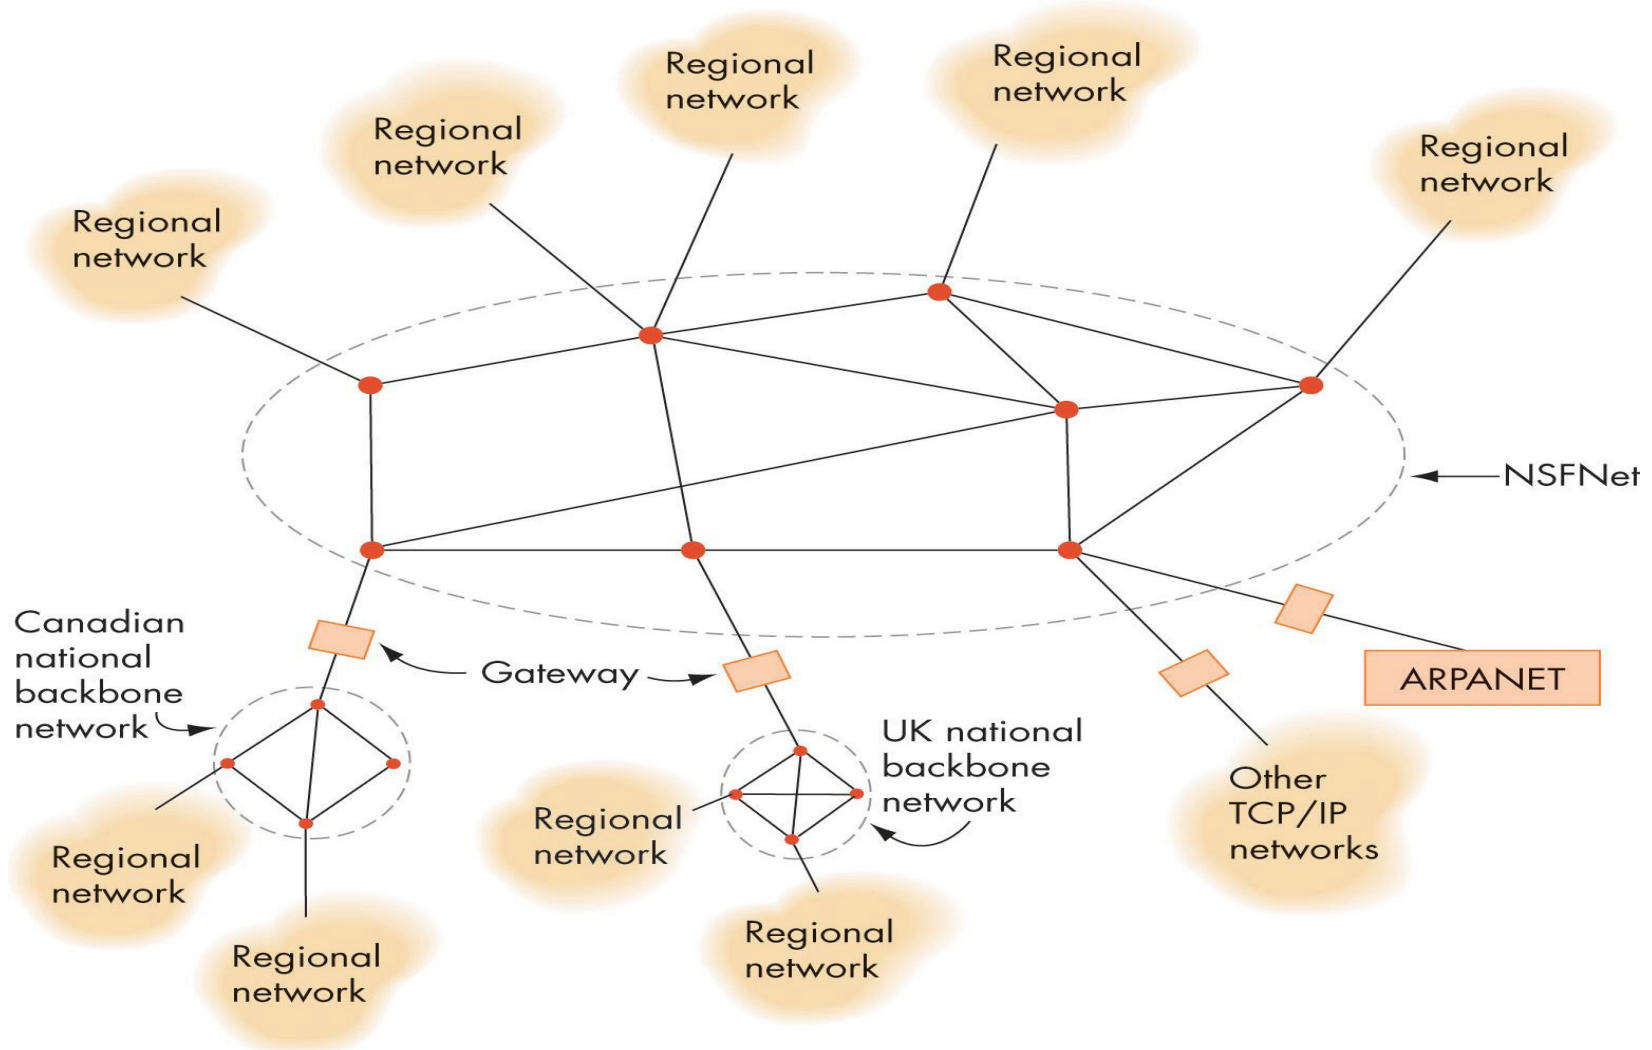 Regional
network
Regional
network
Regional
network
Regional
network
Regional
network
NSFNet
Canadian
national
backbone
network
Gateway
ARPANET
UK national
backbone
network
Other
TCP/IP
networks
Regional
network
Regional
network
Regional
network
Regional
network